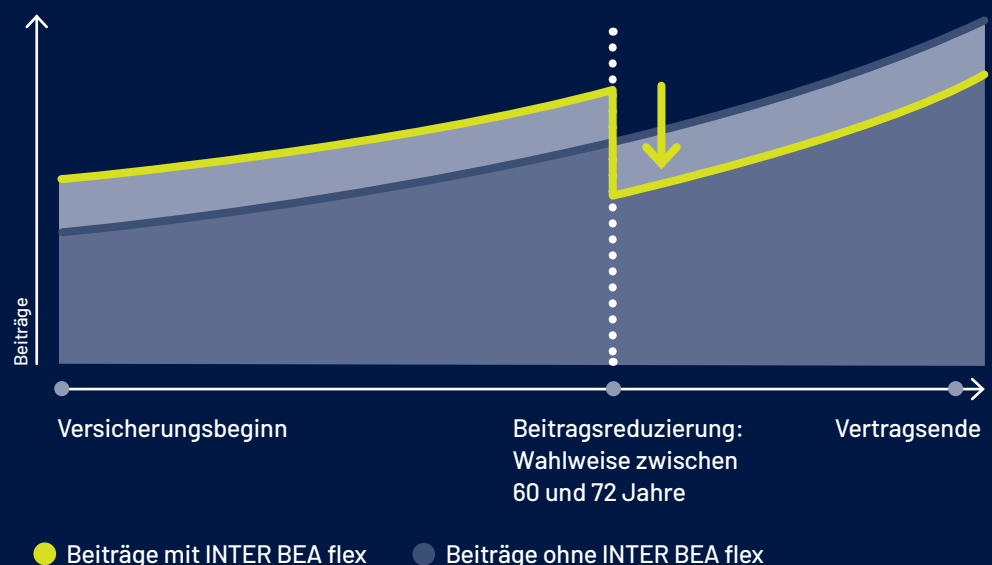 Beiträge
Versicherungsbeginn
Beitragsreduzierung:
Wahlweise zwischen
60 und 72 Jahre
Vertragsende
Beiträge mit INTER BEA flex
Beiträge ohne INTER BEA flex